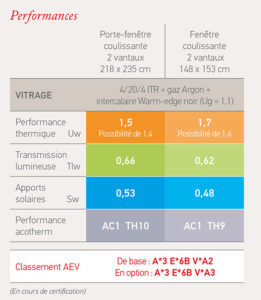 Performances
Porte-fenêtre
coulissante
2 vantaux
218 x 235 cm
Fenêtre
coulissante
2 vantaux
148 x 153 cm
VITRAGE
4/20/4 ITR + gaz Argon +
intercalaire Warm-edge noir (Ug = 1,1)
Performance
thermique Uw
1,5
Possibilité de 1,4
1,7
Possibilité de 1,6
Transmission
lumineuse Tlw
0,66
0,62
Apports
solaires Sw
0,53
0,48
Performance
acotherm
AC1 TH10
AC1 TH9
Classement AEV
De base : A*3 E*6B V*A2
En option : A*3 E*6B V*A3
(En cours de certification)